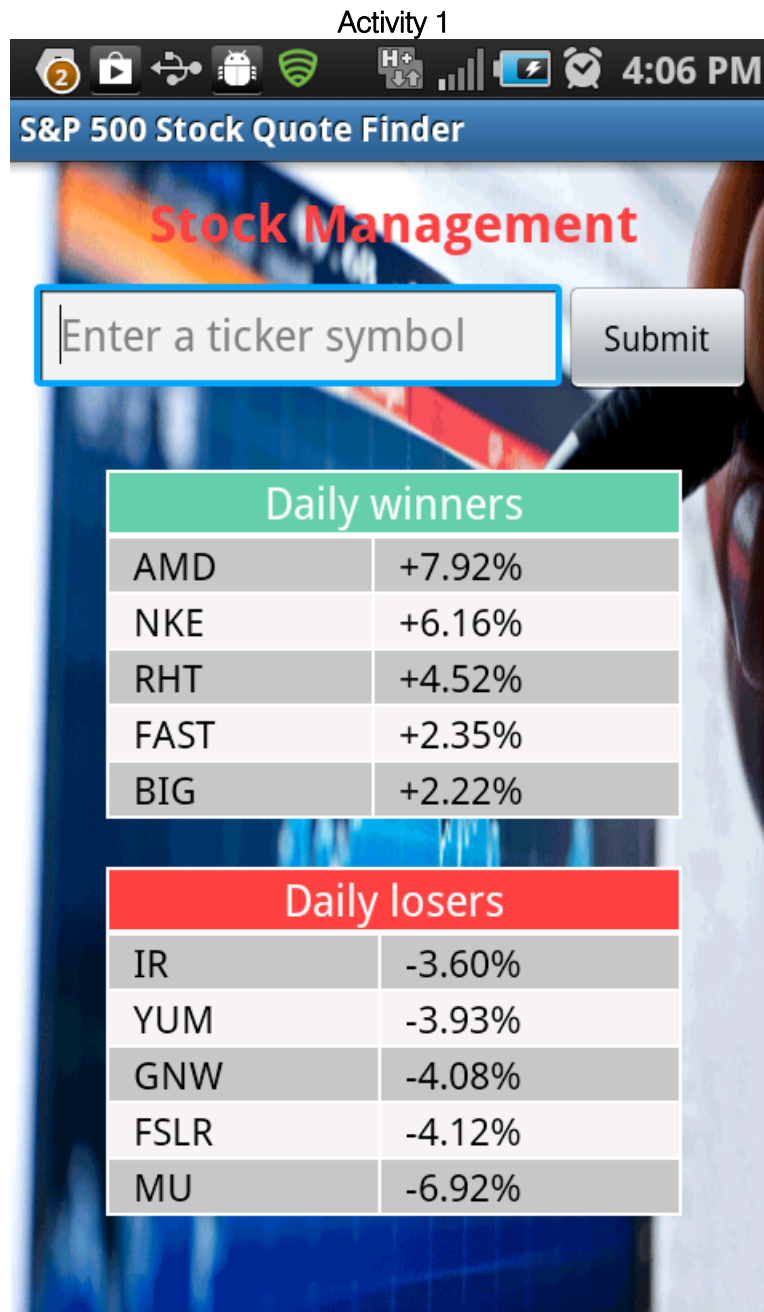 Activity 1
2 H+ 4:06 PM
S&P 500 Stock Quote Finder
Stock Management
Enter a ticker symbol Submit
Daily winners
AMD +7.92%
NKE +6.16%
RHT +4.52%
FAST +2.35%
BIG +2.22%
Daily losers
IR -3.60%
YUM -3.93%
GNW -4.08%
FSLR -4.12%
MU -6.92%